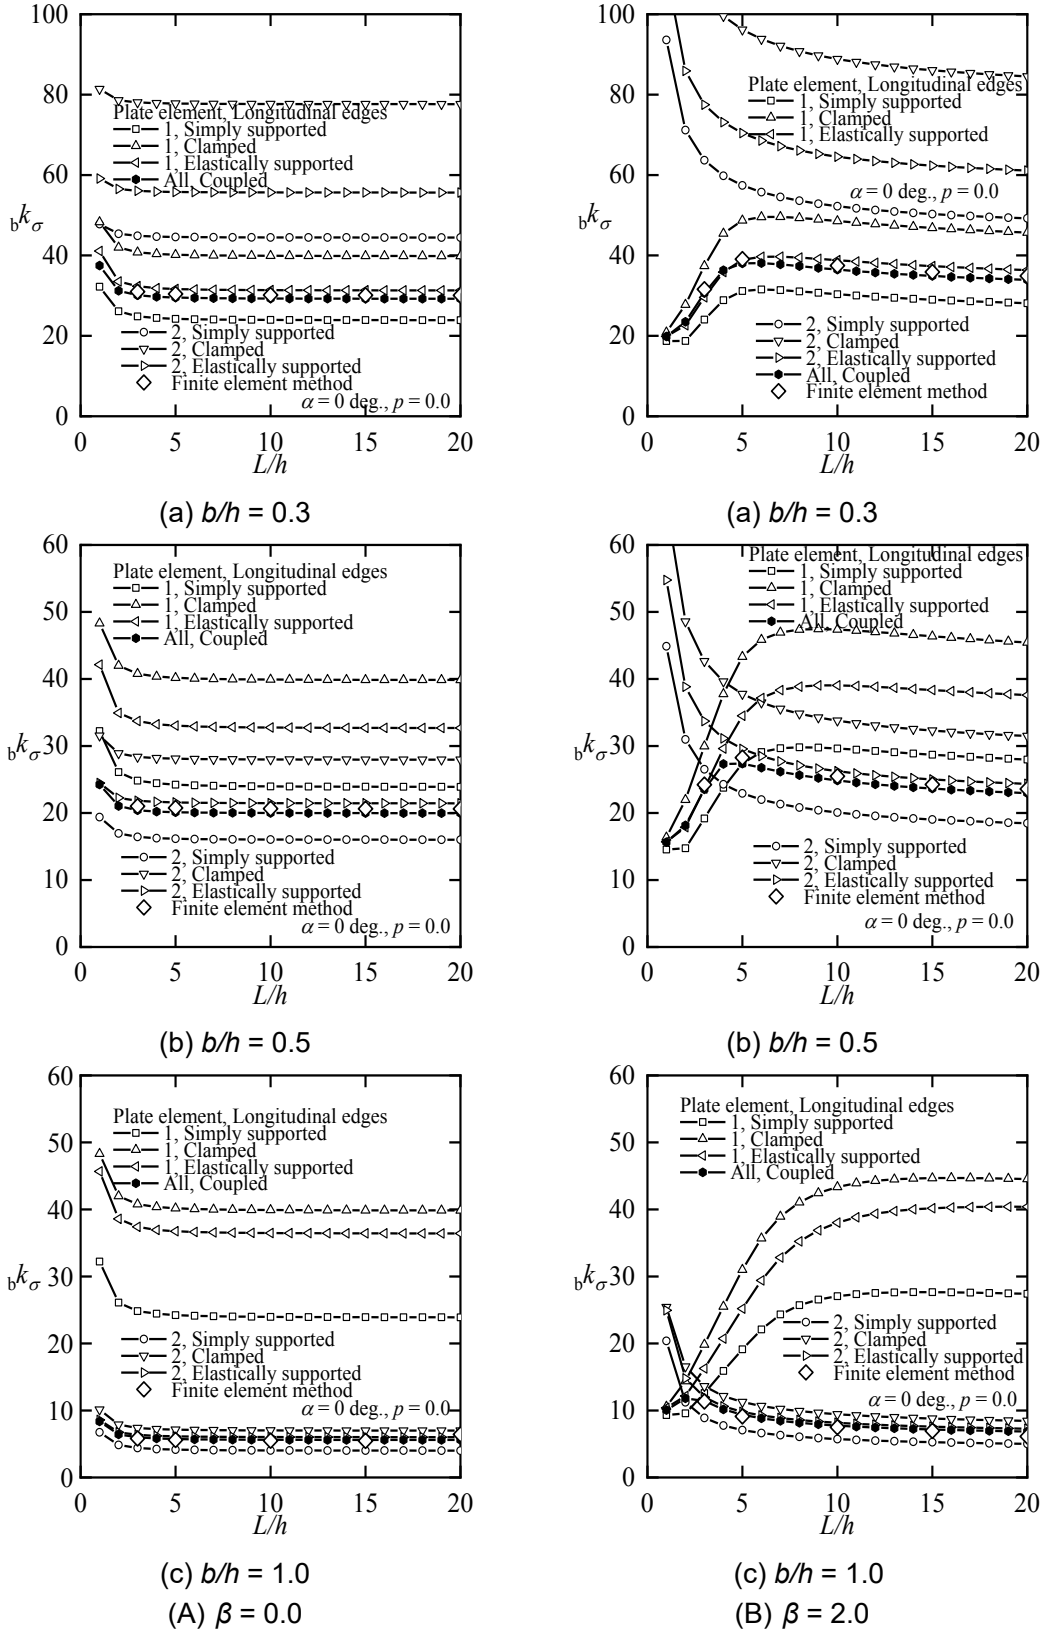 100
80
60
40
20
0
bkσ
Plate element, Longitudinal edges
1, Simply supported
1, Clamped
1, Elastically supported
All, Coupled
2, Simply supported
2, Clamped
2, Elastically supported
Finite element method
α = 0 deg., p = 0.0
0 5 10 15 20
L/h
(a) b/h = 0.3
100
80
60
40
20
0
bkσ
Plate element, Longitudinal edges
1, Simply supported
1, Clamped
1, Elastically supported
α = 0 deg., p = 0.0
2, Simply supported
2, Clamped
2, Elastically supported
All, Coupled
Finite element method
0 5 10 15 20
L/h
(a) b/h = 0.3
60
50
40
30
20
10
0
bkσ
Plate element, Longitudinal edges
1, Simply supported
1, Clamped
1, Elastically supported
All, Coupled
2, Simply supported
2, Clamped
2, Elastically supported
Finite element method
α = 0 deg., p = 0.0
0 5 10 15 20
L/h
(b) b/h = 0.5
60
50
40
30
20
10
0
bkσ
Plate element, Longitudinal edges
1, Simply supported
1, Clamped
1, Elastically supported
All, Coupled
2, Simply supported
2, Clamped
2, Elastically supported
Finite element method
α = 0 deg., p = 0.0
0 5 10 15 20
L/h
(b) b/h = 0.5
60
50
40
30
20
10
0
bkσ
Plate element, Longitudinal edges
1, Simply supported
1, Clamped
1, Elastically supported
All, Coupled
2, Simply supported
2, Clamped
2, Elastically supported
Finite element method
α = 0 deg., p = 0.0
0 5 10 15 20
L/h
(c) b/h = 1.0
(A) β = 0.0
60
50
40
30
20
10
0
bkσ
Plate element, Longitudinal edges
1, Simply supported
1, Clamped
1, Elastically supported
All, Coupled
2, Simply supported
2, Clamped
2, Elastically supported
Finite element method
α = 0 deg., p = 0.0
0 5 10 15 20
L/h
(c) b/h = 1.0
(B) β = 2.0